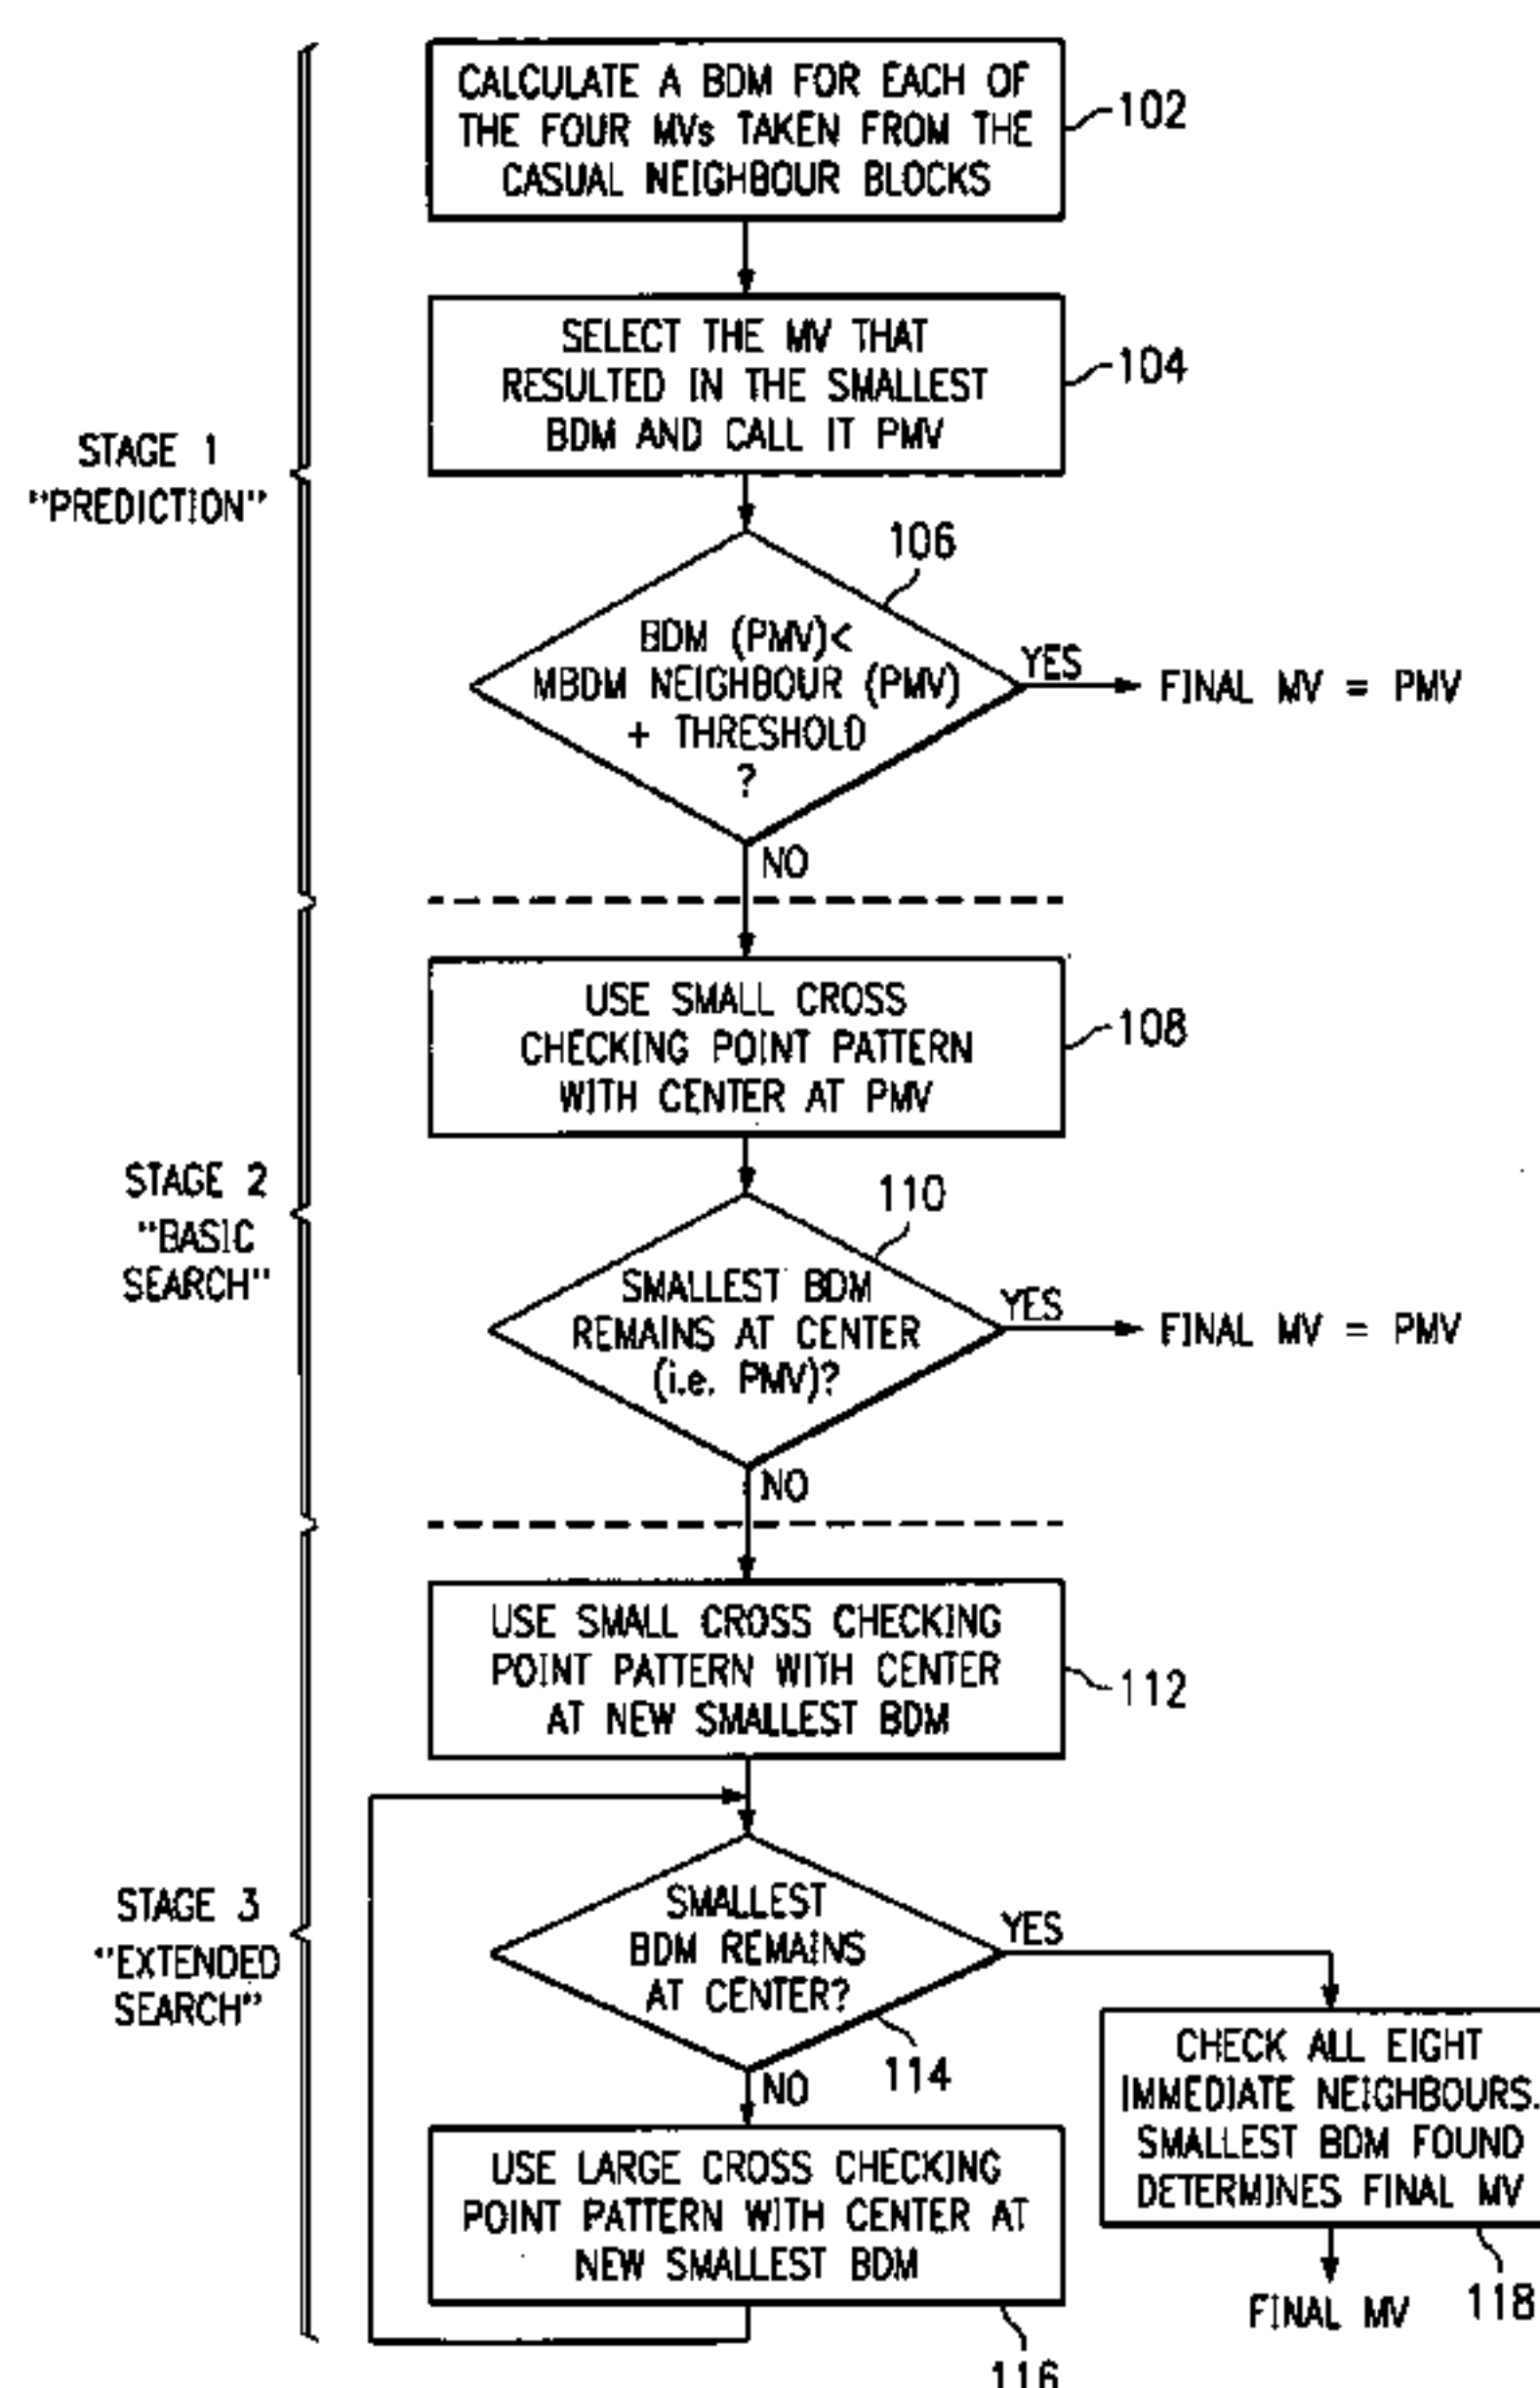 CALCULATE A BDM FOR EACH OF
THE FOUR MVs TAKEN FROM THE
CASUAL NEIGHBOUR BLOCKS
102
SELECT THE MV THAT
RESULTED IN THE SMALLEST
BDM AND CALL IT PMV
104
STAGE 1
"PREDICTION"
106
BDM (PMV)<
MBDM NEIGHBOUR (PMV)
+ THRESHOLD
?
YES
FINAL MV = PMV
NO
USE SMALL CROSS
CHECKING POINT PATTERN
WITH CENTER AT PMV
108
STAGE 2
"BASIC
SEARCH"
110
SMALLEST BDM
REMAINS AT CENTER
(i.e. PMV)?
YES
FINAL MV = PMV
NO
USE SMALL CROSS CHECKING
POINT PATTERN WITH CENTER
AT NEW SMALLEST BDM
112
STAGE 3
"EXTENDED
SEARCH"
SMALLEST
BDM REMAINS
AT CENTER?
YES
114
NO
CHECK ALL EIGHT
IMMEDIATE NEIGHBOURS.
SMALLEST BDM FOUND
DETERMINES FINAL MV
118
USE LARGE CROSS CHECKING
POINT PATTERN WITH CENTER AT
NEW SMALLEST BDM
116
FINAL MV